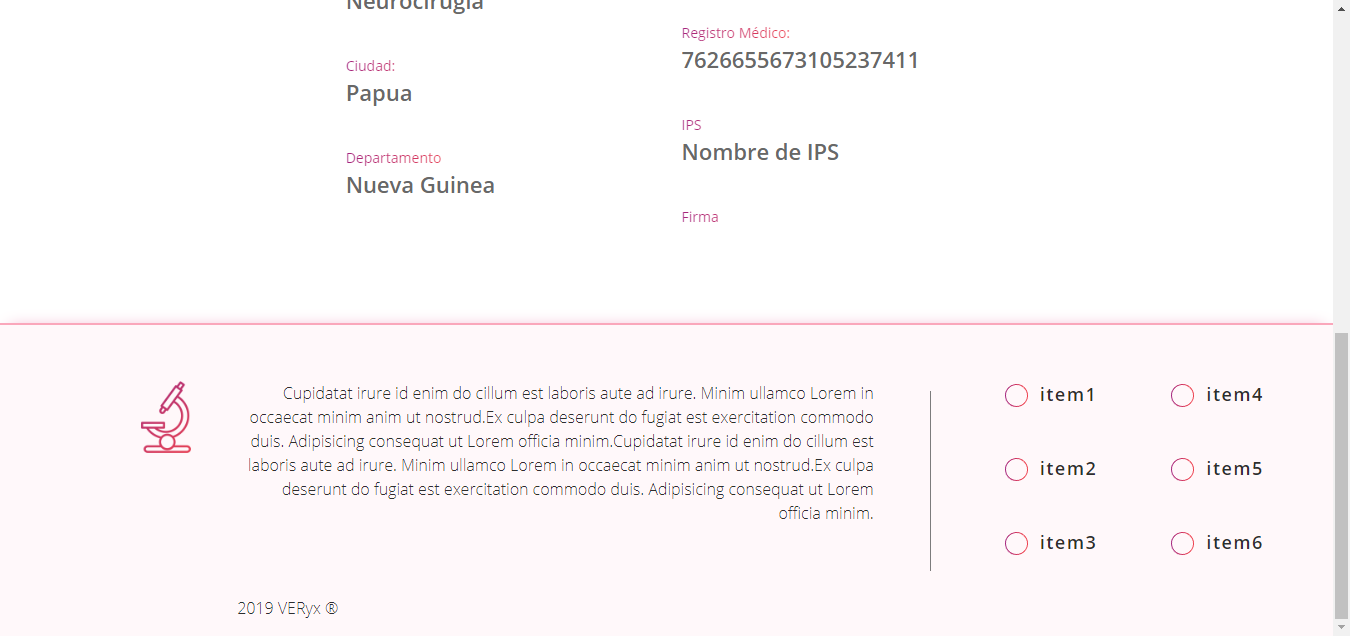 Neurocirugía
Ciudad:
Papua
Departamento
Nueva Guinea
Registro Médico:
7626655673105237411
IPS
Nombre de IPS
Firma
Cupidatat irure id enim do cillum est laboris aute ad irure. Minim ullamco Lorem in
occaecat minim anim ut nostrud.Ex culpa deserunt do fugiat est exercitation commodo
duis. Adipisicing consequat ut Lorem officia minim.Cupidatat irure id enim do cillum est
laboris aute ad irure. Minim ullamco Lorem in occaecat minim anim ut nostrud.Ex culpa
deserunt do fugiat est exercitation commodo duis. Adipisicing consequat ut Lorem
officia minim.
item1
item2
item3
item4
item5
item6
2019 VERyx ®